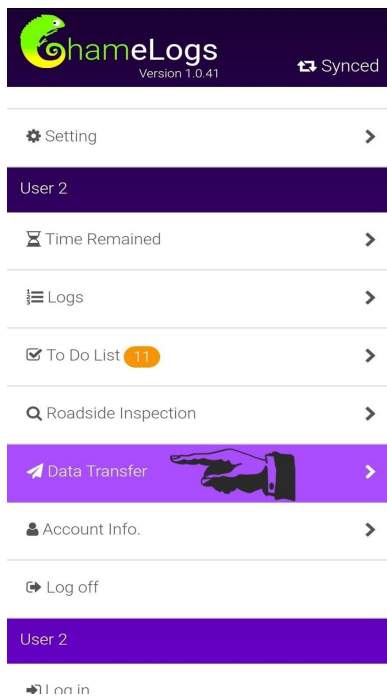 ChameLogs
Version 1.0.41
Synced
Setting
User 2
Time Remained
Logs
To Do List 11
Roadside Inspection
Data Transfer
Account Info.
Log off
User 2
Log in